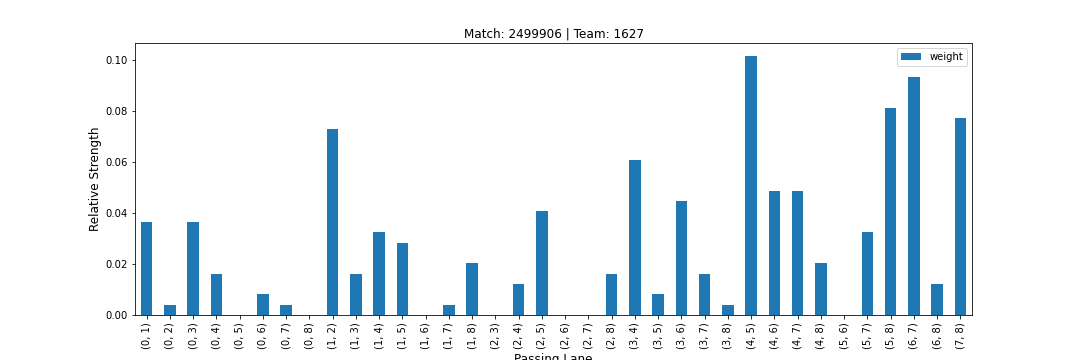 Match: 2499906 | Team: 1627
weight
Relative Strength
0.10
0.08
0.06
0.04
0.02
0.00
(0, 1) (0, 2) (0, 3) (0, 4) (0, 5) (0, 6) (0, 7) (0, 8) (1, 2) (1, 3) (1, 4) (1, 5) (1, 6) (1, 7) (1, 8) (2, 3) (2, 4) (2, 5) (2, 6) (2, 7) (2, 8) (3, 4) (3, 5) (3, 6) (3, 7) (3, 8) (4, 5) (4, 6) (4, 7) (4, 8) (5, 6) (5, 7) (5, 8) (6, 7) (6, 8) (7, 8)
Passing Lane